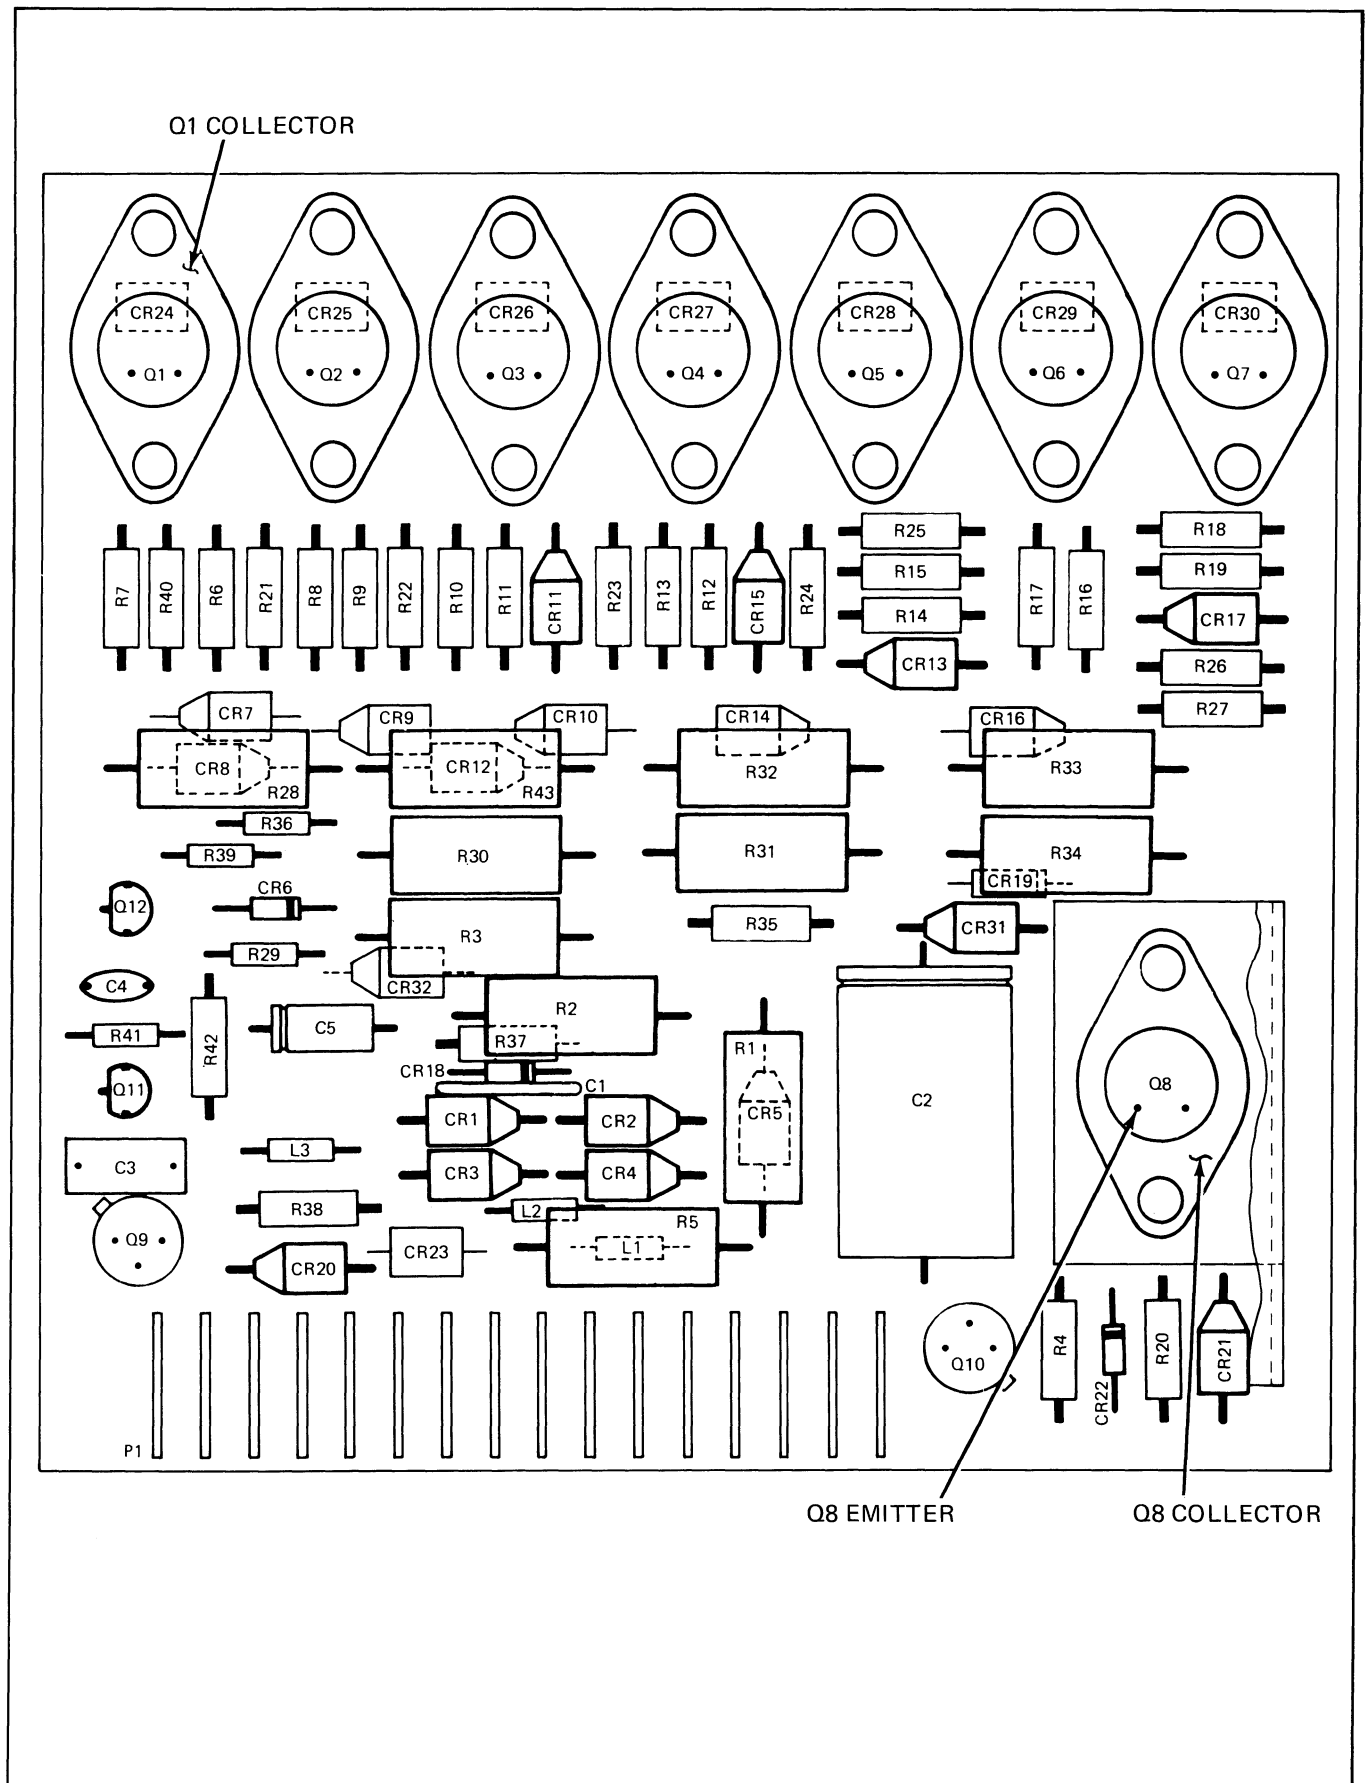 Q1 COLLECTOR
CR24 CR25 CR26 CR27 CR28 CR29 CR30
Q1 Q2 Q3 Q4 Q5 Q6 Q7
R7 R40 R6 R21 R8 R9 R22 R10 R11 CR11 R23 R13 R12 CR15 R24
R25
R15
R14
CR13
R17 R16
R18
R19
CR17
R26
R27
CR7 CR9 CR10 CR14 CR16
CR8 CR12 R32 R33
R28 R43
R36
R39 R30 R31 R34
CR19
CR6
Q12 R3 R35 CR31
R29
C4 CR32
R2
C5
R41 R42 R37 R1
CR18
C1
Q11 CR1 CR2 CR5 C2 Q8
L3
C3 CR3 CR4
R38 L2 R5
Q9 CR23 L1
CR20
Q10 R4 CR22 R20 CR21
P1
Q8 EMITTER Q8 COLLECTOR